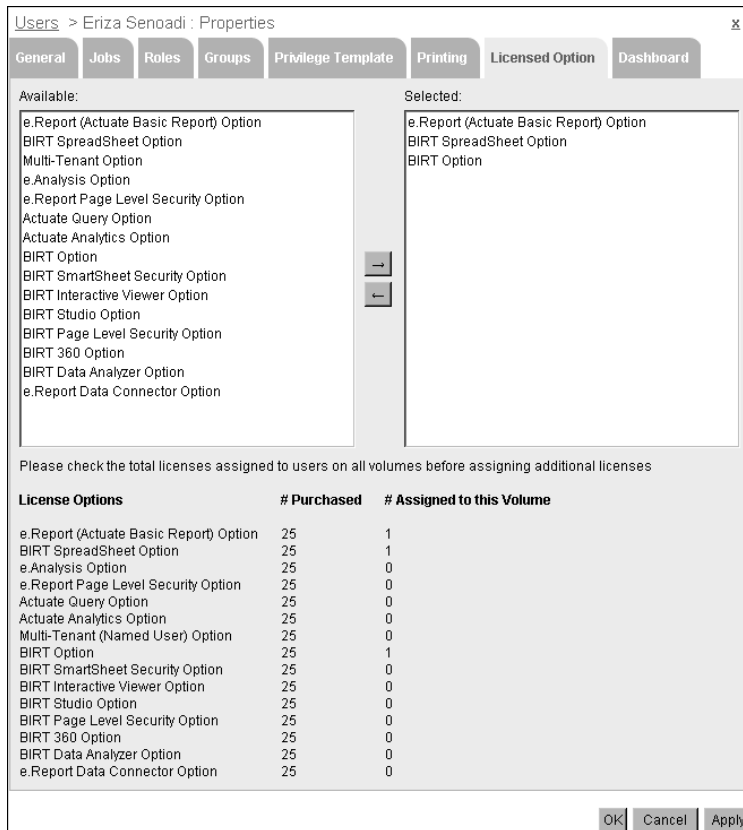 Users > Eriza Senoadi : Properties x
General Jobs Roles Groups Privilege Template Printing Licensed Option Dashboard
Available:
e.Report (Actuate Basic Report) Option
BIRT SpreadSheet Option
Multi-Tenant Option
e.Analysis Option
e.Report Page Level Security Option
Actuate Query Option
Actuate Analytics Option
BIRT Option
BIRT SmartSheet Security Option
BIRT Interactive Viewer Option
BIRT Studio Option
BIRT Page Level Security Option
BIRT 360 Option
BIRT Data Analyzer Option
e.Report Data Connector Option
→
←
Selected:
e.Report (Actuate Basic Report) Option
BIRT SpreadSheet Option
BIRT Option
Please check the total licenses assigned to users on all volumes before assigning additional licenses
License Options # Purchased # Assigned to this Volume
e.Report (Actuate Basic Report) Option 25 1
BIRT SpreadSheet Option 25 1
e.Analysis Option 25 0
e.Report Page Level Security Option 25 0
Actuate Query Option 25 0
Actuate Analytics Option 25 0
Multi-Tenant (Named User) Option 25 0
BIRT Option 25 1
BIRT SmartSheet Security Option 25 0
BIRT Interactive Viewer Option 25 0
BIRT Studio Option 25 0
BIRT Page Level Security Option 25 0
BIRT 360 Option 25 0
BIRT Data Analyzer Option 25 0
e.Report Data Connector Option 25 0
OK Cancel Apply